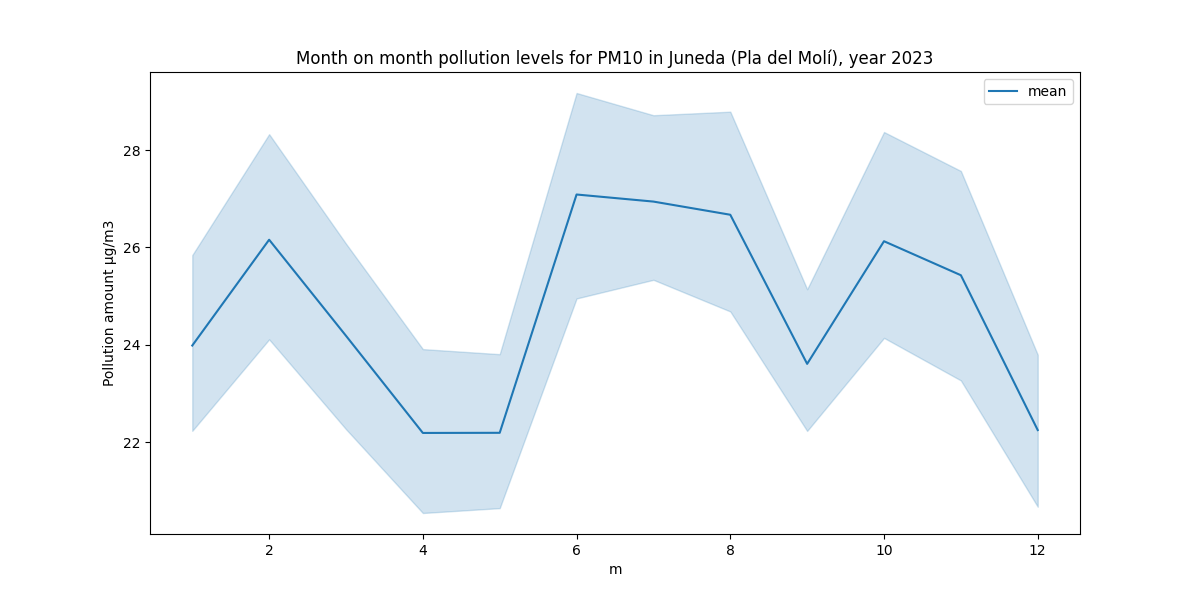 Month on month pollution levels for PM10 in Juneda (Pla del Molí), year 2023
mean
Pollution amount µg/m3
28
26
24
22
2 4 6 8 10 12
m